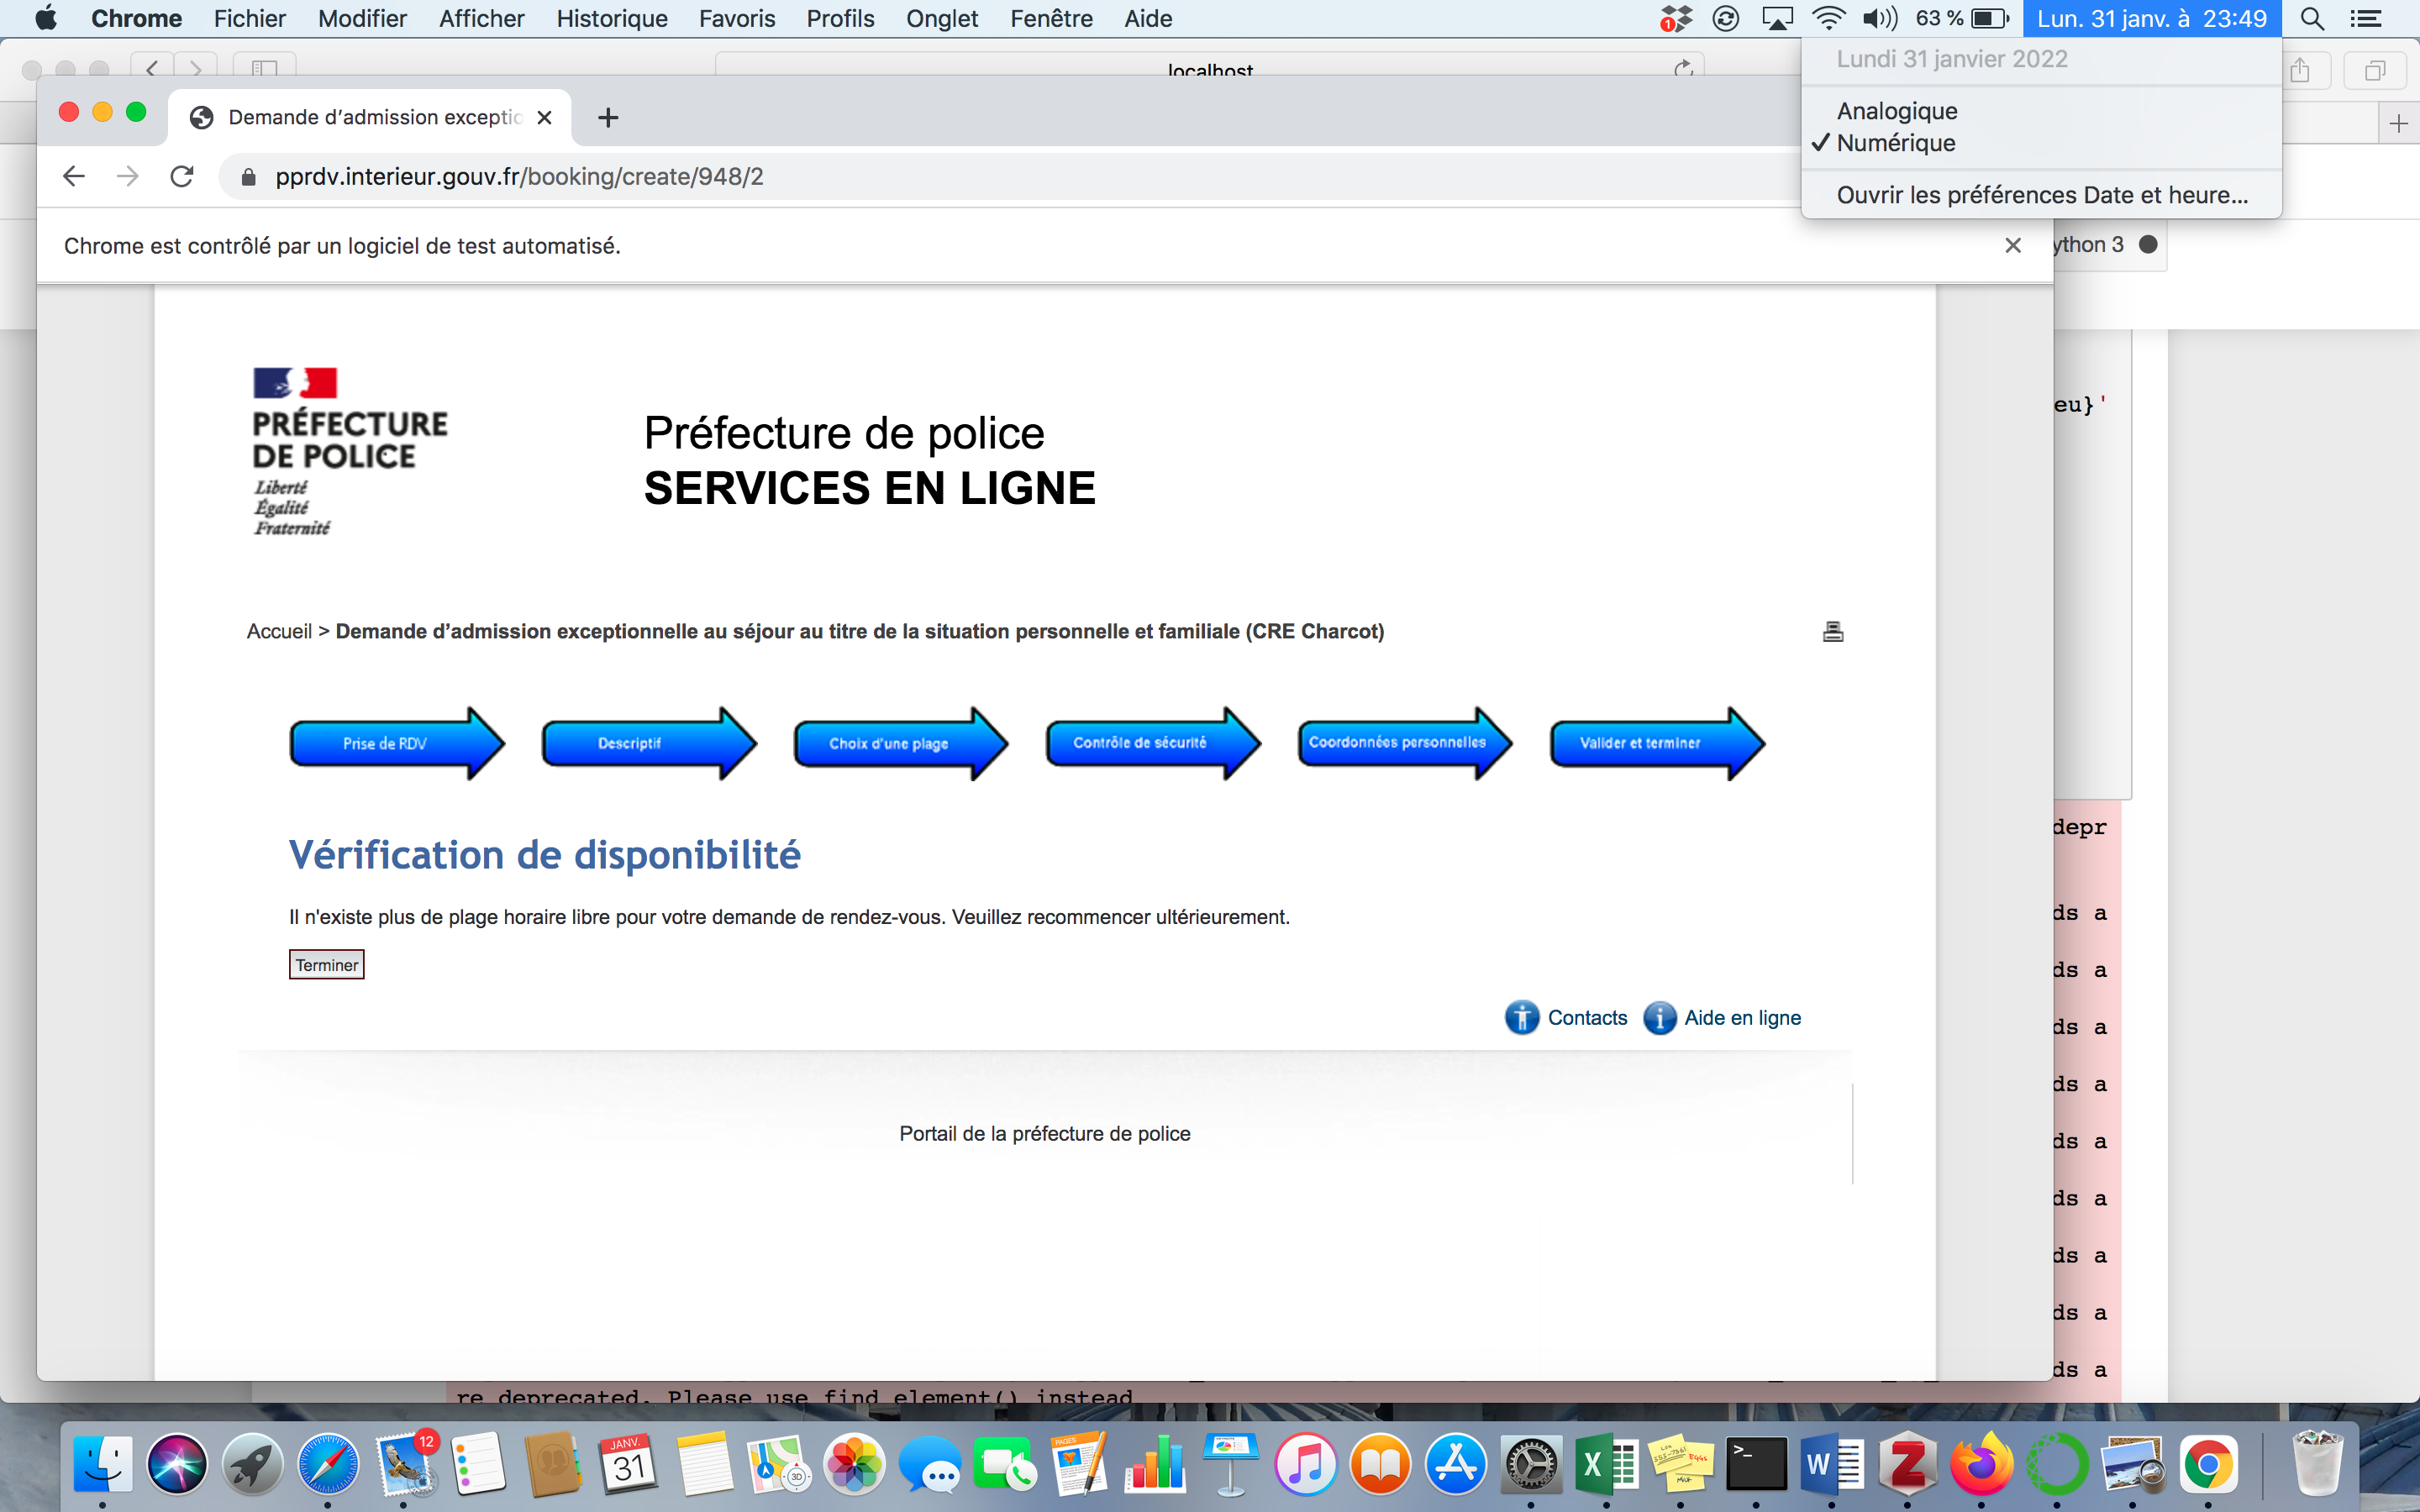 Chrome Fichier Modifier Afficher Historique Favoris Profils Onglet Fenêtre Aide
1 63 % Lun. 31 janv. à 23:49
localhost
Lundi 31 janvier 2022
Analogique
✓ Numérique
Ouvrir les préférences Date et heure...
Demande d'admission exceptio
pprdv.interieur.gouv.fr/booking/create/948/2
Chrome est contrôlé par un logiciel de test automatisé.
ython 3
eu}'
PRÉFECTURE
DE POLICE
Liberté
Égalité
Fraternité
Préfecture de police
SERVICES EN LIGNE
Accueil > Demande d'admission exceptionnelle au séjour au titre de la situation personnelle et familiale (CRE Charcot)
Prise de RDV
Descriptif
Choix d'une plage
Contrôle de sécurité
Coordonnées personnelles
Valider et terminer
Vérification de disponibilité
Il n'existe plus de plage horaire libre pour votre demande de rendez-vous. Veuillez recommencer ultérieurement.
Terminer
Contacts
Aide en ligne
Portail de la préfecture de police
depr
ds a
ds a
ds a
ds a
ds a
ds a
ds a
ds a
ds a
re deprecated. Please use find_element() instead
12
JANV.
31
3D
PAGES
X
>_
W
Z